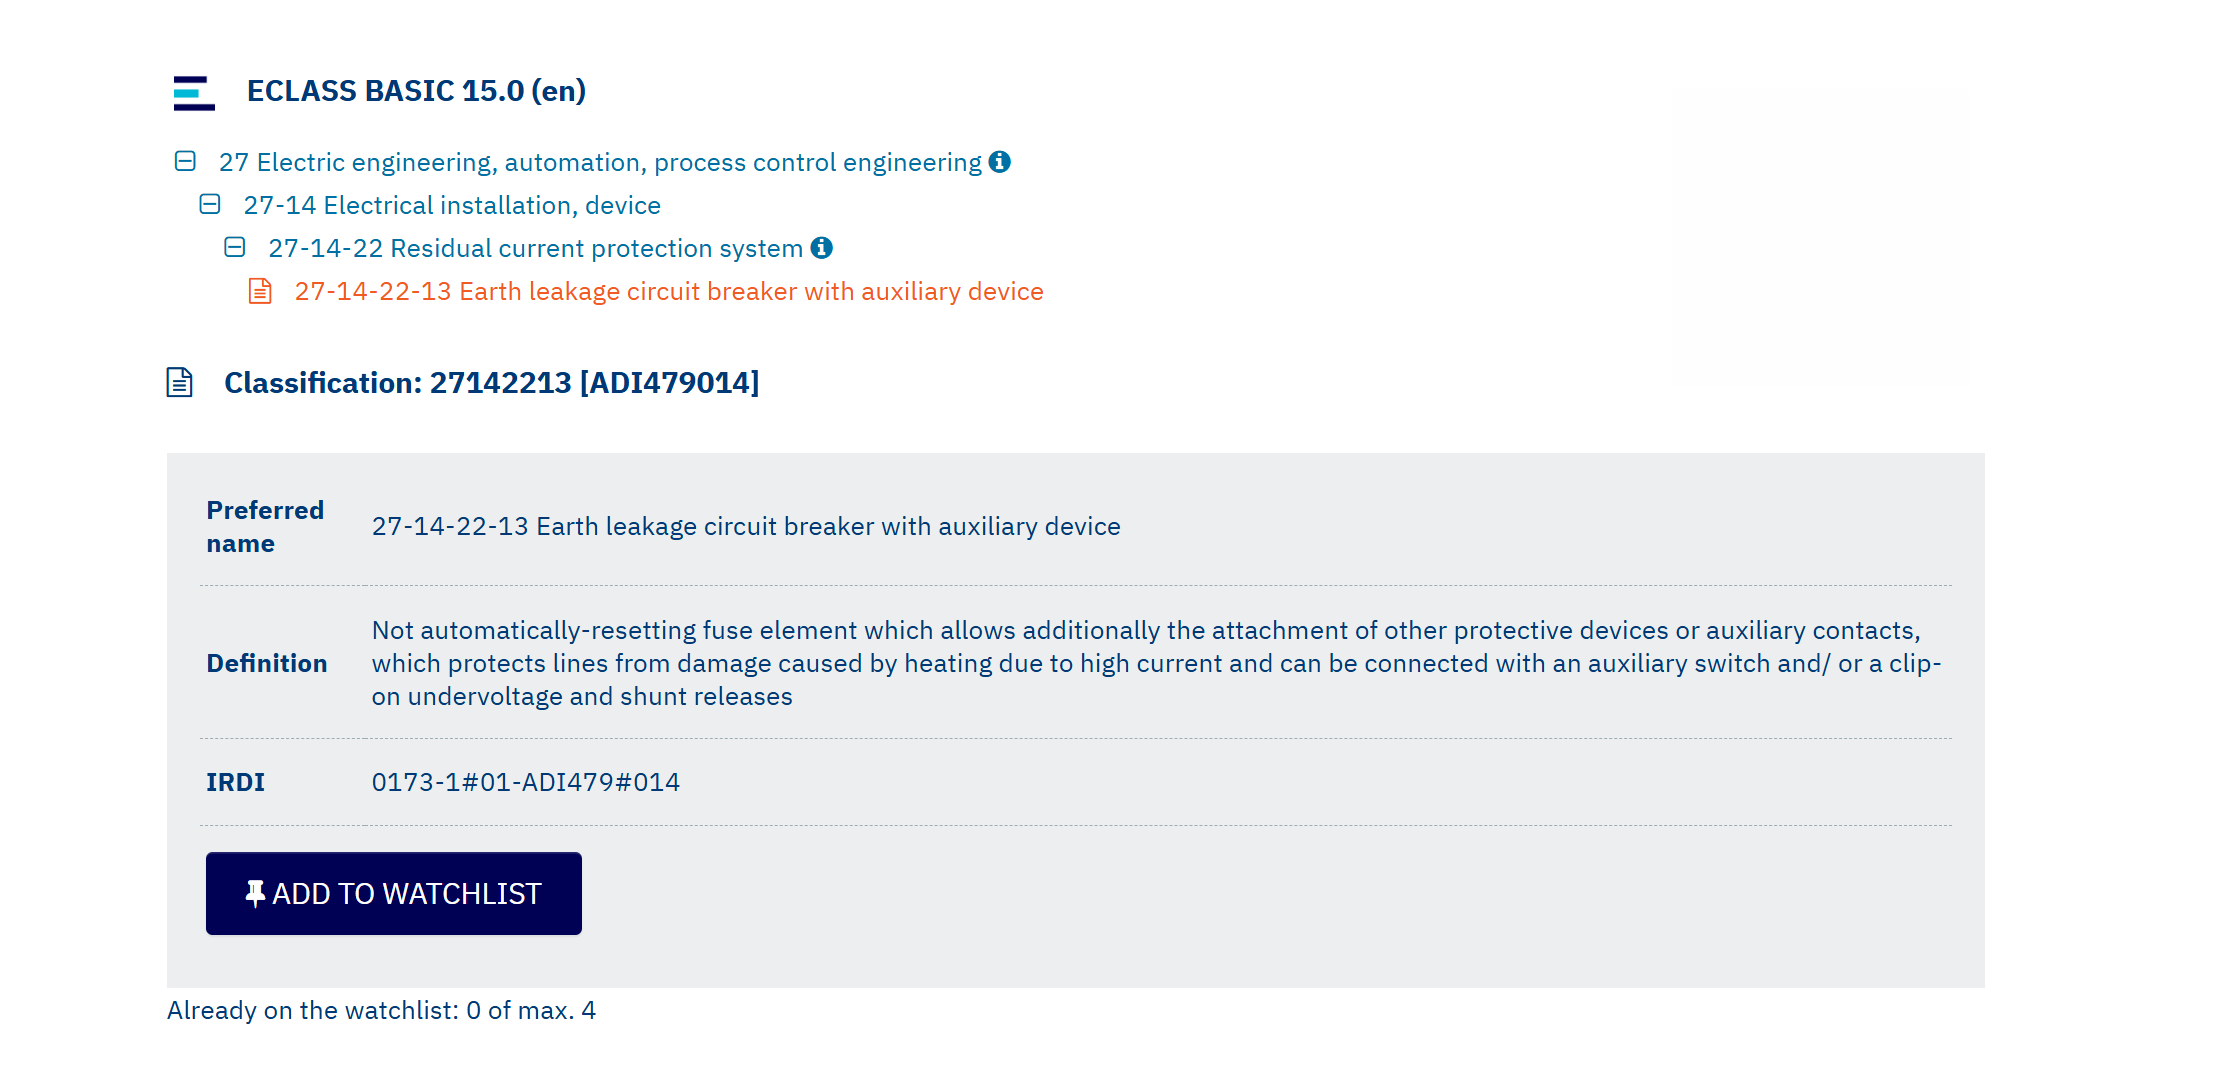 ECLASS BASIC 15.0 (en)
27 Electric engineering, automation, process control engineering
27-14 Electrical installation, device
27-14-22 Residual current protection system
27-14-22-13 Earth leakage circuit breaker with auxiliary device
Classification: 27142213 [ADI479014]
Preferred name
27-14-22-13 Earth leakage circuit breaker with auxiliary device
Definition
Not automatically-resetting fuse element which allows additionally the attachment of other protective devices or auxiliary contacts,
which protects lines from damage caused by heating due to high current and can be connected with an auxiliary switch and/ or a clip-
on undervoltage and shunt releases
IRDI
0173-1#01-ADI479#014
ADD TO WATCHLIST
Already on the watchlist: 0 of max. 4